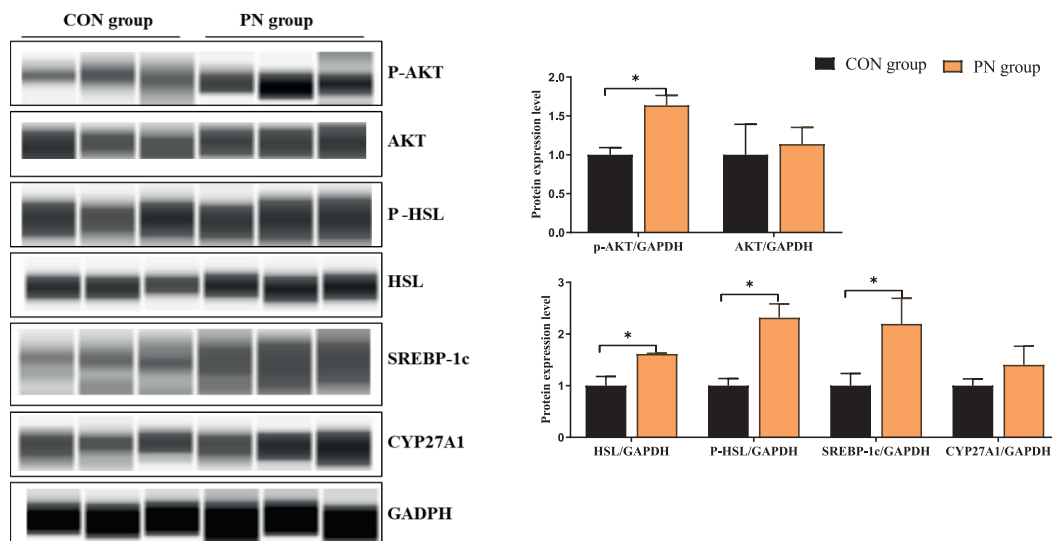 CON group PN group
P-AKT
AKT
P-HSL
HSL
SREBP-1c
CYP27A1
GADPH
CON group PN group
Protein expression level
2.0
1.5
1.0
0.5
0.0
*
p-AKT/GAPDH AKT/GAPDH
Protein expression level
3
2
1
0
* * *
HSL/GAPDH P-HSL/GAPDH SREBP-1c/GAPDH CYP27A1/GAPDH